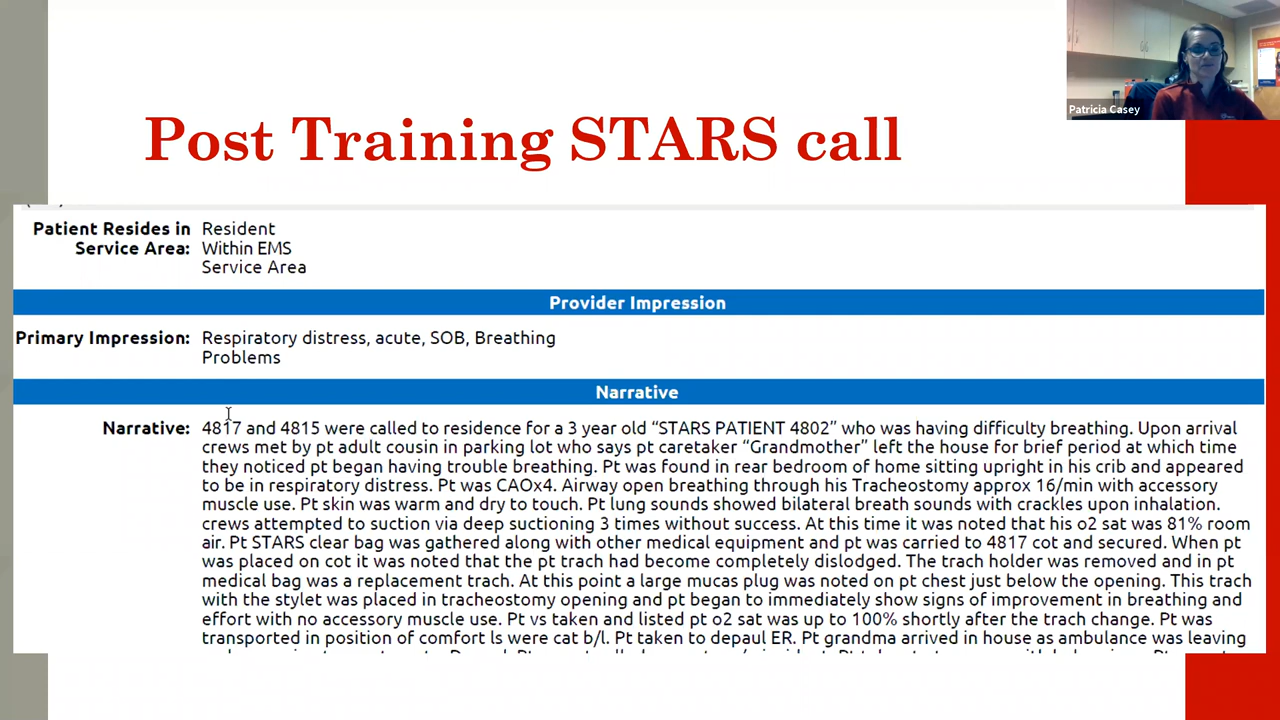 Patricia Casey
Post Training STARS call
Patient Resides in Service Area:
Resident
Within EMS
Service Area
Provider Impression
Primary Impression: Respiratory distress, acute, SOB, Breathing
Problems
Narrative
Narrative: 4817 and 4815 were called to residence for a 3 year old “STARS PATIENT 4802” who was having difficulty breathing. Upon arrival
crews met by pt adult cousin in parking lot who says pt caretaker “Grandmother” left the house for brief period at which time
they noticed pt began having trouble breathing. Pt was found in rear bedroom of home sitting upright in his crib and appeared
to be in respiratory distress. Pt was CAOx4. Airway open breathing through his Tracheostomy approx 16/min with accessory
muscle use. Pt skin was warm and dry to touch. Pt lung sounds showed bilateral breath sounds with crackles upon inhalation.
crews attempted to suction via deep suctioning 3 times without success. At this time it was noted that his o2 sat was 81% room
air. Pt STARS clear bag was gathered along with other medical equipment and pt was carried to 4817 cot and secured. When pt
was placed on cot it was noted that the pt trach had become completely dislodged. The trach holder was removed and in pt
medical bag was a replacement trach. At this point a large mucas plug was noted on pt chest just below the opening. This trach
with the stylet was placed in tracheostomy opening and pt began to immediately show signs of improvement in breathing and
effort with no accessory muscle use. Pt vs taken and listed pt o2 sat was up to 100% shortly after the trach change. Pt was
transported in position of comfort ls were cat b/l. Pt taken to depaul ER. Pt grandma arrived in house as ambulance was leaving